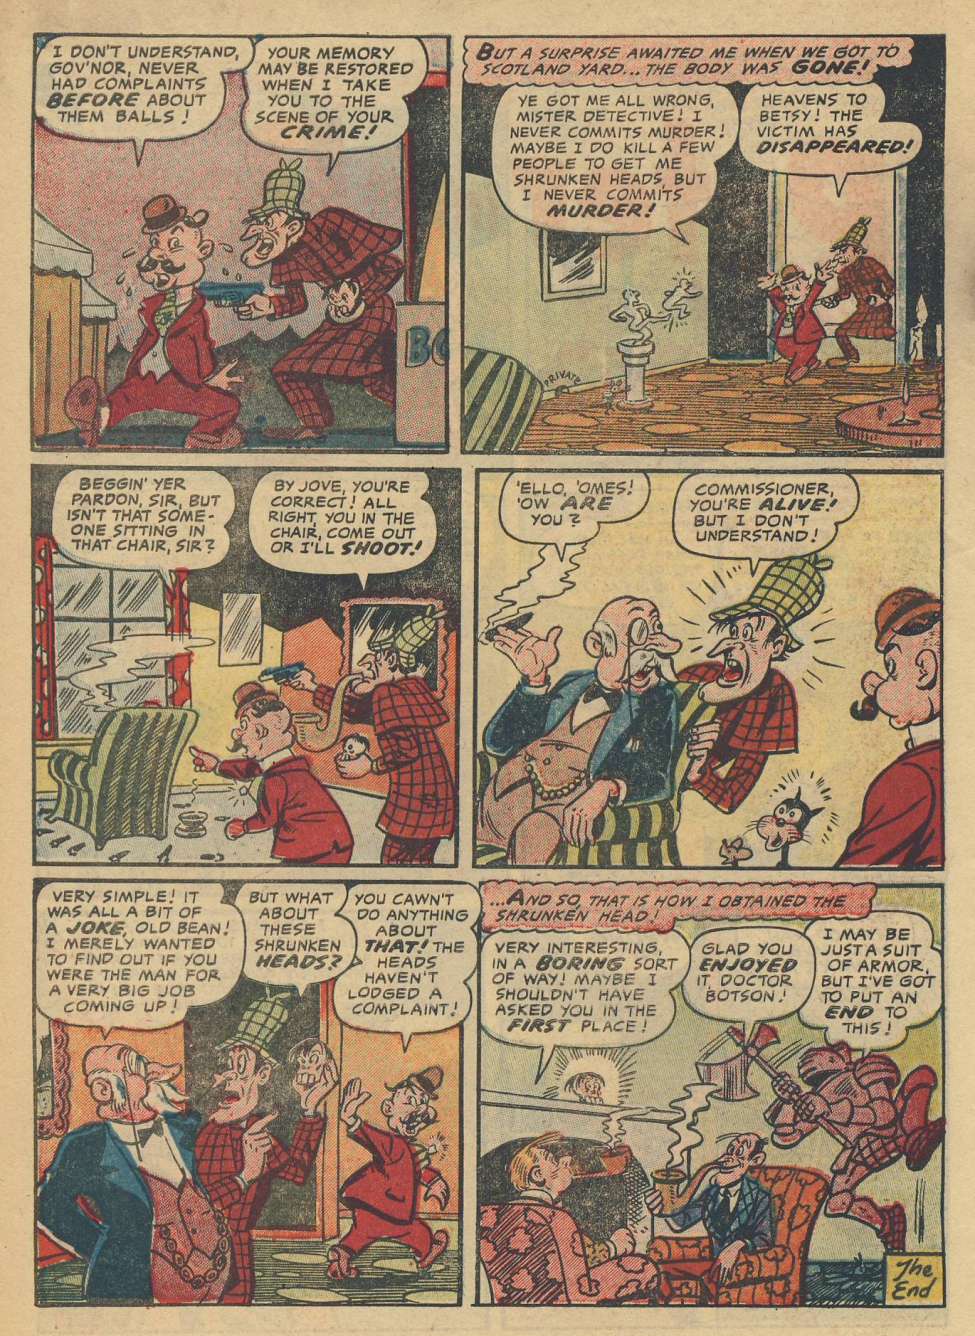 I DON'T UNDERSTAND,
GOV'NOR, NEVER
HAD COMPLAINTS
BEFORE ABOUT
THEM BALLS!
YOUR MEMORY
MAY BE RESTORED
WHEN I TAKE
YOU TO THE
SCENE OF YOUR
CRIME!
BO
BUT A SURPRISE AWAITED ME WHEN WE GOT TO
SCOTLAND YARD... THE BODY WAS GONE!
YE GOT ME ALL WRONG,
MISTER DETECTIVE! I
NEVER COMMITS MURDER!
MAYBE I DO KILL A FEW
PEOPLE TO GET ME
SHRUNKEN HEADS, BUT
I NEVER COMMITS
MURDER!
HEAVENS TO
BETSY! THE
VICTIM HAS
DISAPPEARED!
PRIVATE
BEGGIN' YER
PARDON, SIR, BUT
ISN'T THAT SOME-
ONE SITTING IN
THAT CHAIR, SIR?
BY JOVE, YOU'RE
CORRECT! ALL
RIGHT, YOU IN THE
CHAIR, COME OUT
OR I'LL SHOOT!
'ELLO, 'OMES!
'OW ARE
YOU?
COMMISSIONER,
YOU'RE ALIVE!
BUT I DON'T
UNDERSTAND!
VERY SIMPLE! IT
WAS ALL A BIT OF
A JOKE, OLD BEAN!
I MERELY WANTED
TO FIND OUT IF YOU
WERE THE MAN FOR
A VERY BIG JOB
COMING UP!
BUT WHAT
ABOUT
THESE
SHRUNKEN
HEADS?
YOU CAWN'T
DO ANYTHING
ABOUT
THAT! THE
HEADS
HAVEN'T
LODGED A
COMPLAINT!
...AND SO, THAT IS HOW I OBTAINED THE
SHRUNKEN HEAD!
VERY INTERESTING,
IN A BORING SORT
OF WAY! MAYBE I
SHOULDN'T HAVE
ASKED YOU IN THE
FIRST PLACE!
GLAD YOU
ENJOYED
IT, DOCTOR
BOTSON!
I MAY BE
JUST A SUIT
OF ARMOR,
BUT I'VE GOT
TO PUT AN
END TO
THIS!
The
End